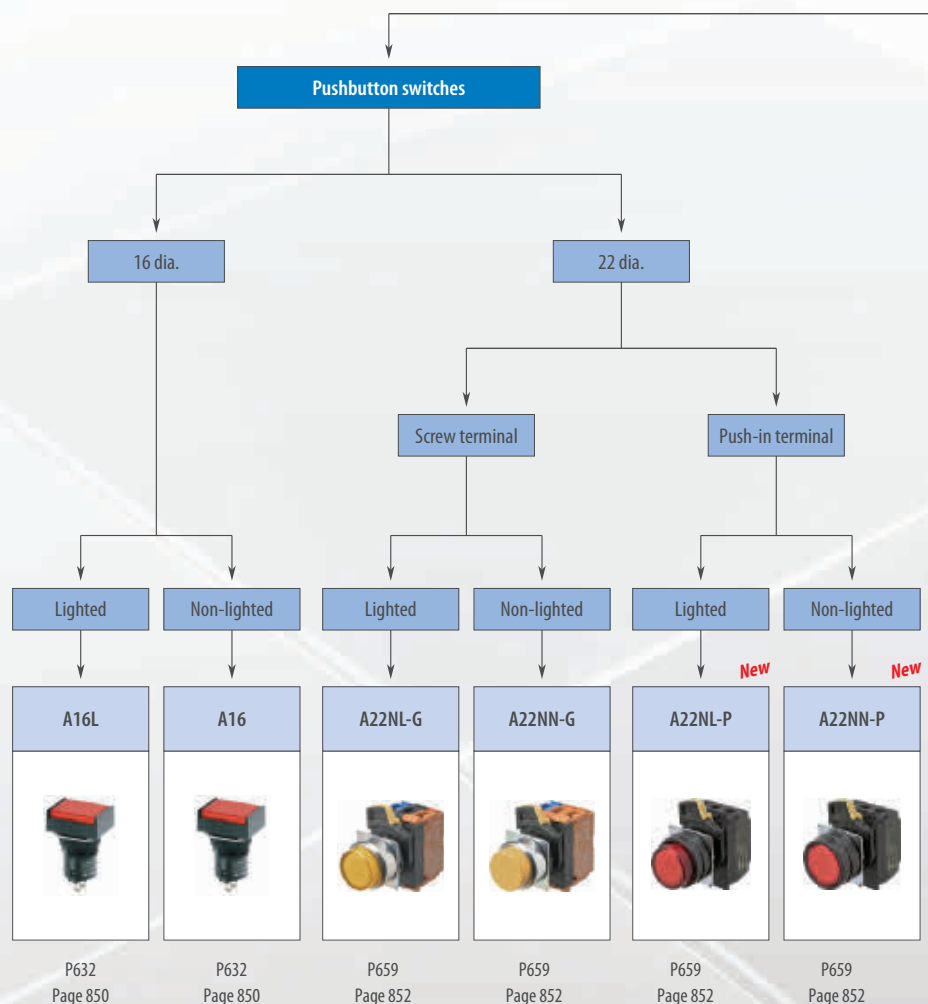 Pushbutton switches
16 dia.
22 dia.
Screw terminal
Push-in terminal
Lighted
Non-lighted
Lighted
Non-lighted
Lighted
Non-lighted
New
New
A16L
A16
A22NL-G
A22NN-G
A22NL-P
A22NN-P
P632
P632
P659
P659
P659
P659
Page 850
Page 850
Page 852
Page 852
Page 852
Page 852